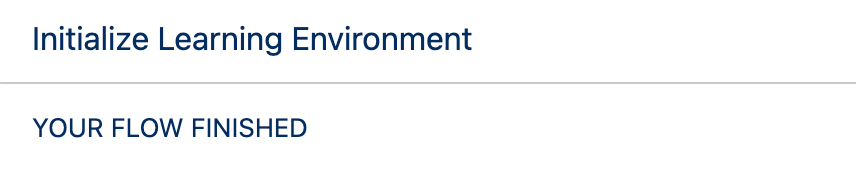 Initialize Learning Environment
YOUR FLOW FINISHED